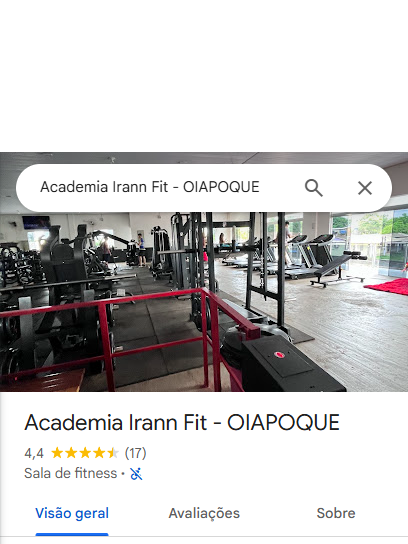 Academia Irann Fit - OIAPOQUE
Academia Irann Fit - OIAPOQUE
4,4 (17)
Sala de fitness ·
Visão geral Avaliações Sobre